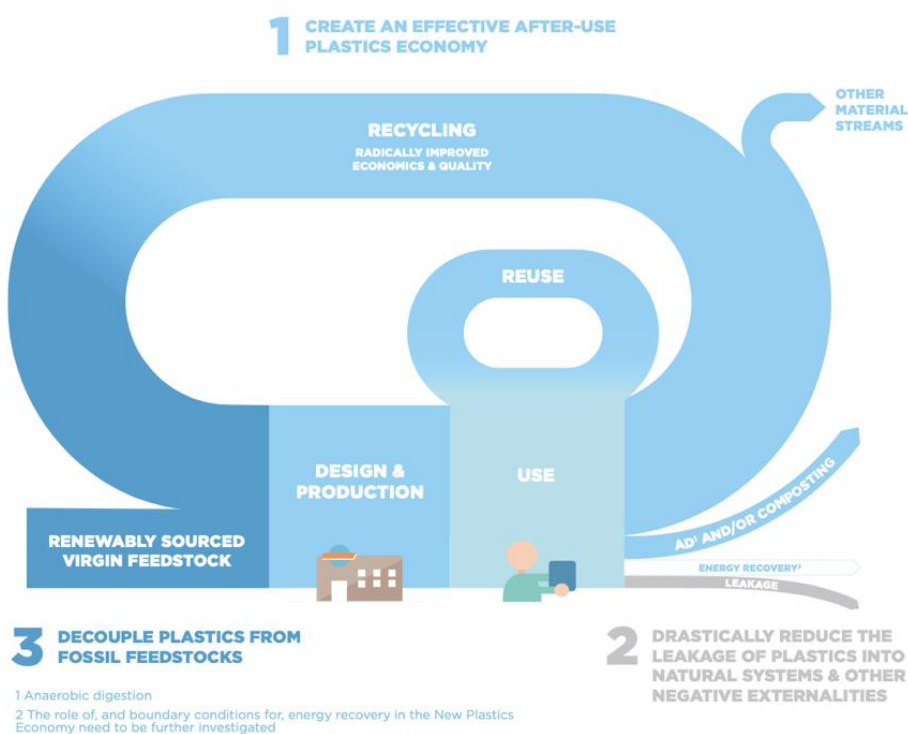 1 CREATE AN EFFECTIVE AFTER-USE
PLASTICS ECONOMY
OTHER
MATERIAL
STREAMS
RECYCLING
RADICALLY IMPROVED
ECONOMICS & QUALITY
REUSE
DESIGN &
PRODUCTION
USE
AD¹ AND/OR COMPOSTING
RENEWABLY SOURCED
VIRGIN FEEDSTOCK
ENERGY RECOVERY²
LEAKAGE
3 DECOUPLE PLASTICS FROM
FOSSIL FEEDSTOCKS
2 DRASTICALLY REDUCE THE
LEAKAGE OF PLASTICS INTO
NATURAL SYSTEMS & OTHER
NEGATIVE EXTERNALITIES
1 Anaerobic digestion
2 The role of, and boundary conditions for, energy recovery in the New Plastics
Economy need to be further investigated